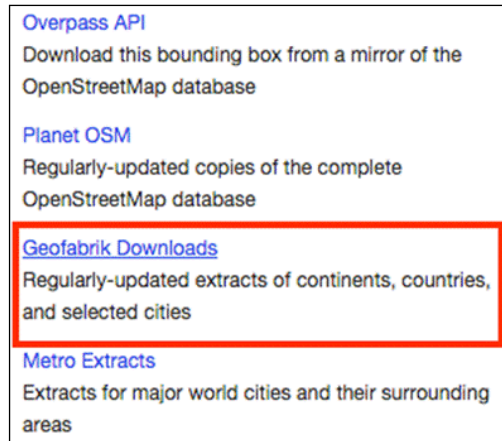 Overpass API
Download this bounding box from a mirror of the
OpenStreetMap database
Planet OSM
Regularly-updated copies of the complete
OpenStreetMap database
Geofabrik Downloads
Regularly-updated extracts of continents, countries,
and selected cities
Metro Extracts
Extracts for major world cities and their surrounding
areas